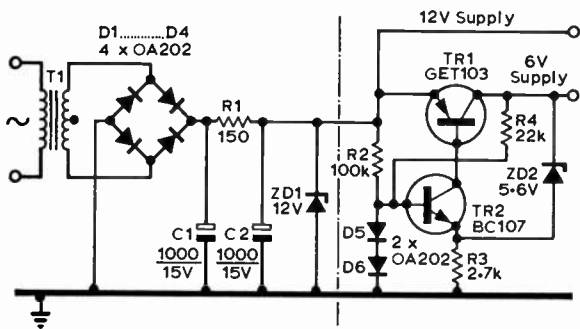 D1........D4
4 x OA202
12V Supply
TR1
GET103
6V
Supply
T1
R1
150
R4
22k
R2
100k
ZD2
5·6V
ZD1
12V
TR2
BC107
D5
2 x
OA202
C1
1000
15V
C2
1000
15V
D6
R3
2·7k